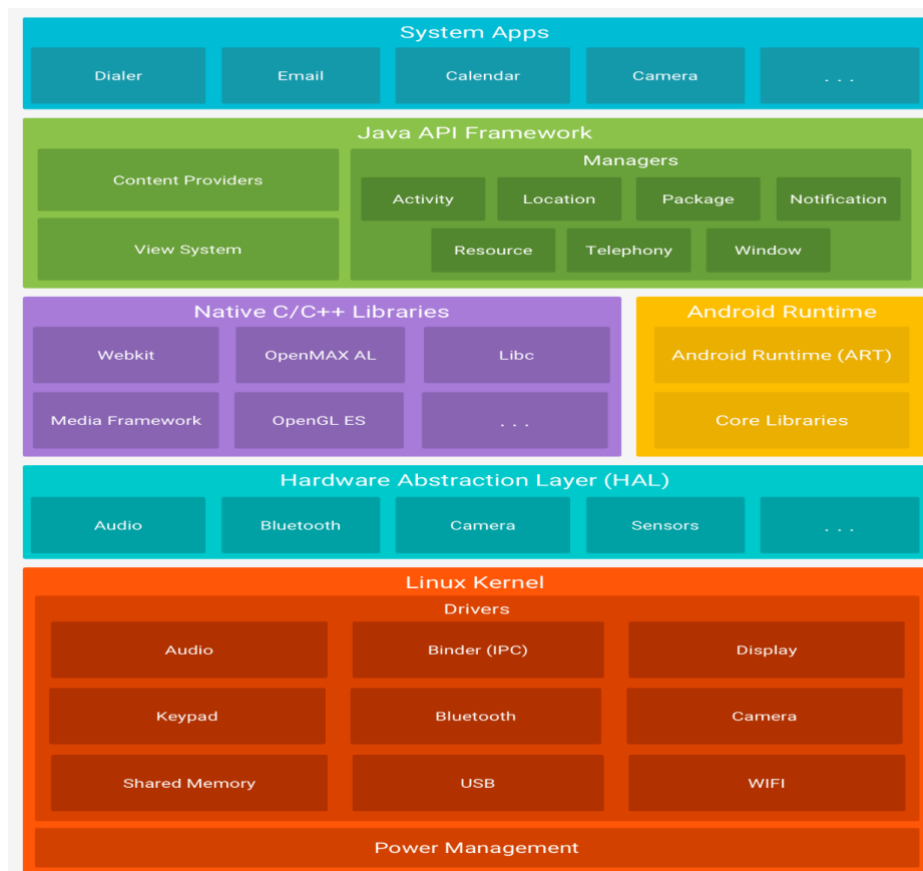 System Apps
Dialer Email Calendar Camera . . .
Java API Framework
Content Providers
View System
Managers
Activity Location Package Notification
Resource Telephony Window
Native C/C++ Libraries
Webkit OpenMAX AL Libc
Media Framework OpenGL ES . . .
Android Runtime
Android Runtime (ART)
Core Libraries
Hardware Abstraction Layer (HAL)
Audio Bluetooth Camera Sensors . . .
Linux Kernel
Drivers
Audio Binder (IPC) Display
Keypad Bluetooth Camera
Shared Memory USB WIFI
Power Management